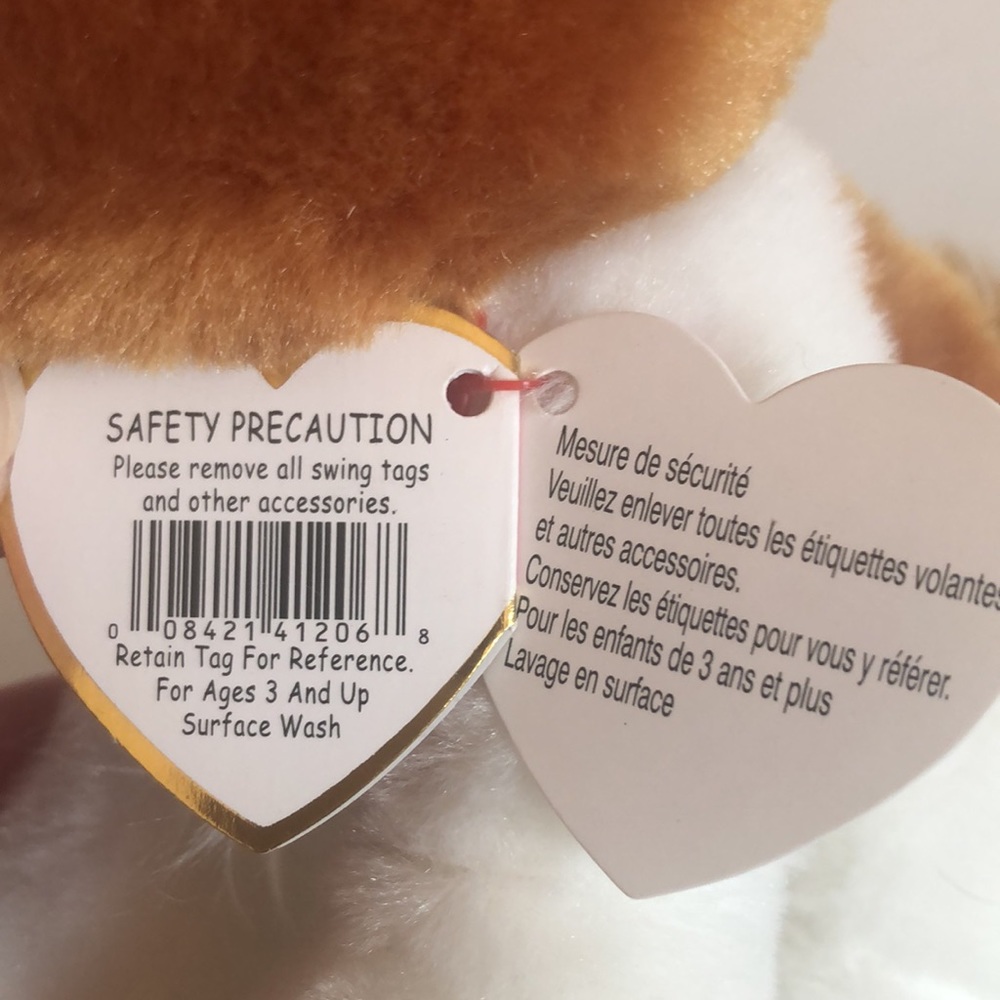 SAFETY PRECAUTION
Please remove all swing tags
and other accessories.
0 08421 41206 8
Retain Tag For Reference.
For Ages 3 And Up
Surface Wash
Mesure de sécurité
Veuillez enlever toutes les étiquettes volantes
et autres accessoires.
Conservez les étiquettes pour vous y référer.
Pour les enfants de 3 ans et plus
Lavage en surface